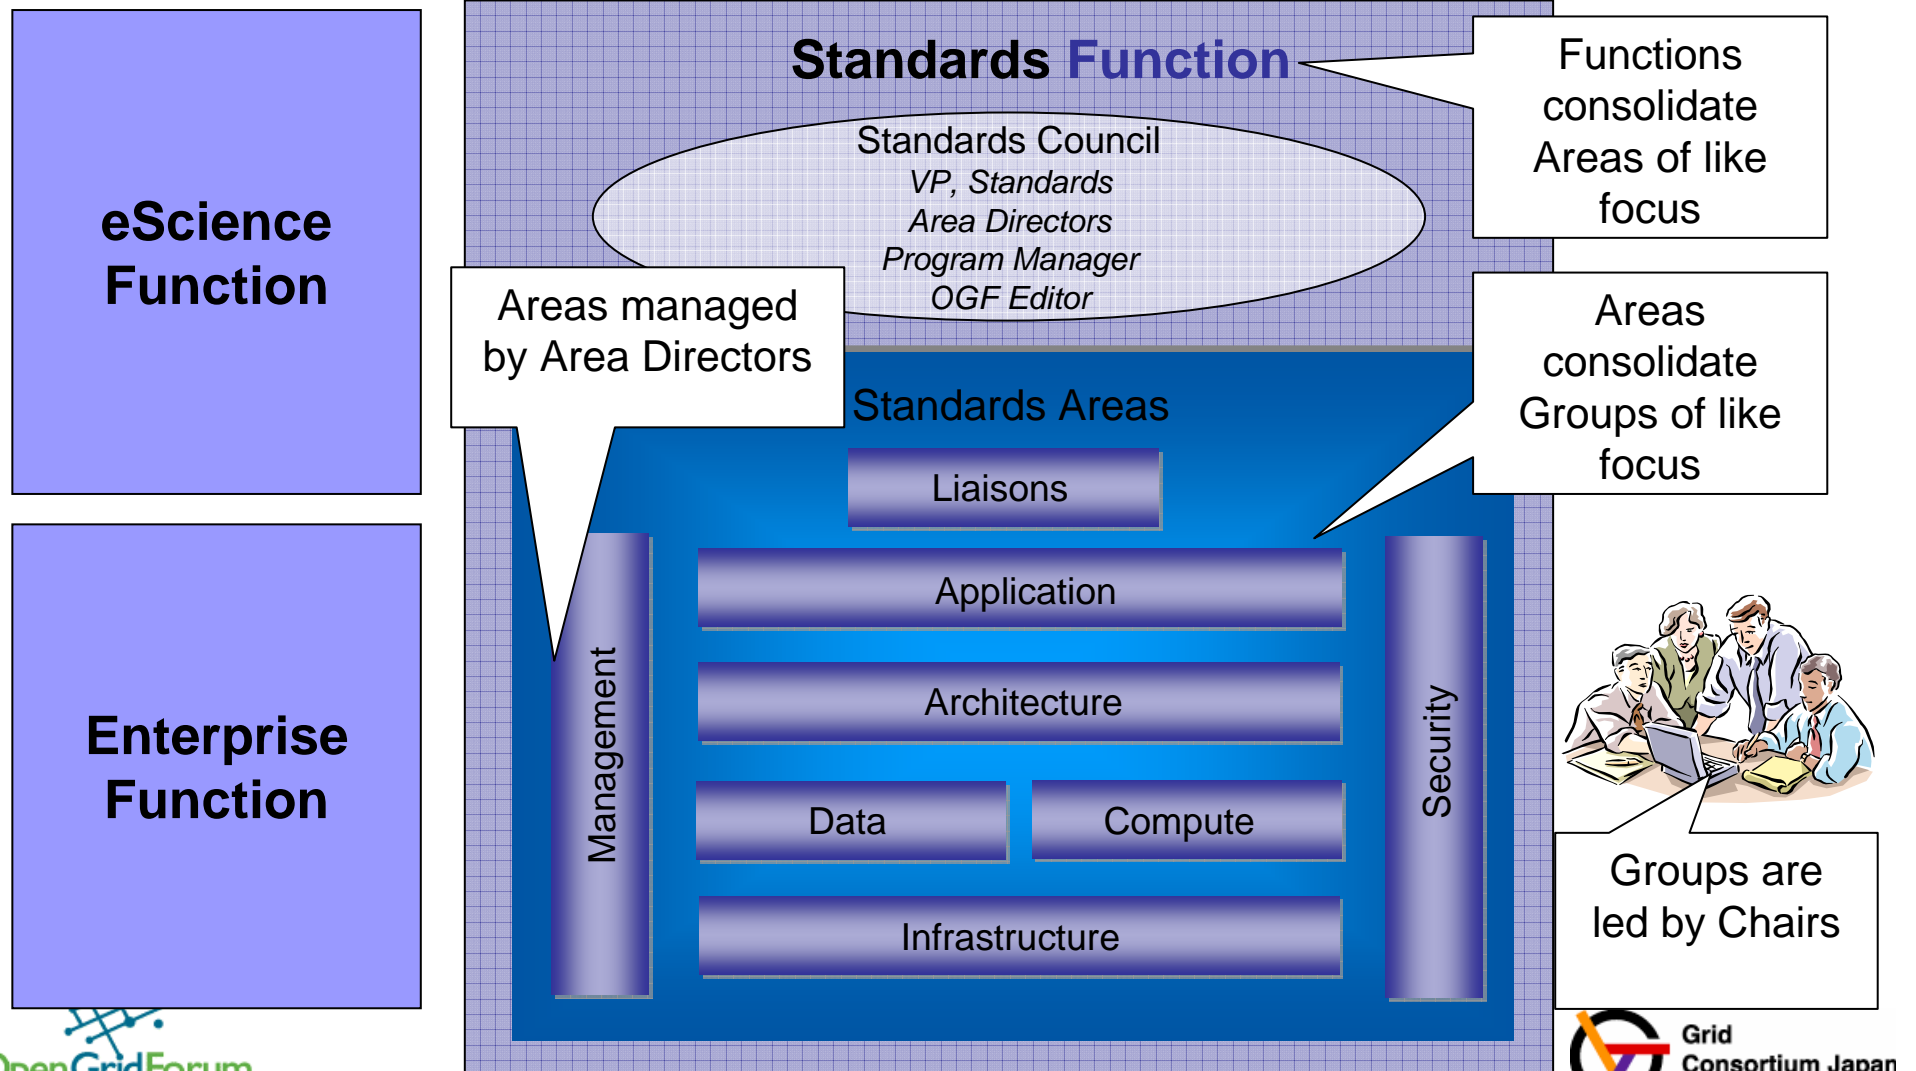 eScience
Function
Enterprise
Function
Standards Function
Standards Council
VP, Standards
Area Directors
Program Manager
OGF Editor
Functions
consolidate
Areas of like
focus
Areas managed
by Area Directors
Areas
consolidate
Groups of like
focus
Standards Areas
Liaisons
Application
Architecture
Data
Compute
Infrastructure
Management
Security
Groups are
led by Chairs
OpenGridForum
Grid
Consortium Japan